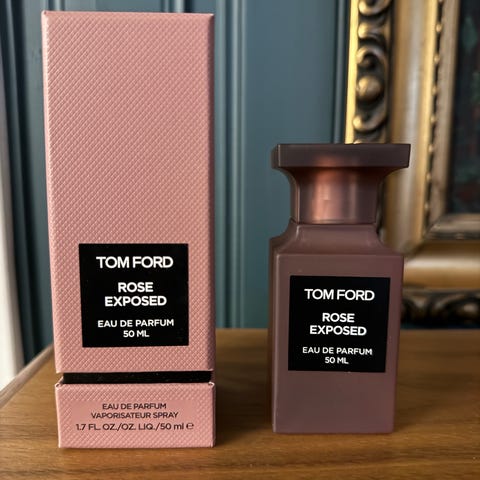 TOM FORD
ROSE
EXPOSED
EAU DE PARFUM
50 ML
EAU DE PARFUM
VAPORISATEUR SPRAY
1.7 FL. OZ./OZ. LIQ./50 ml ℮
TOM FORD
ROSE
EXPOSED
EAU DE PARFUM
50 ML